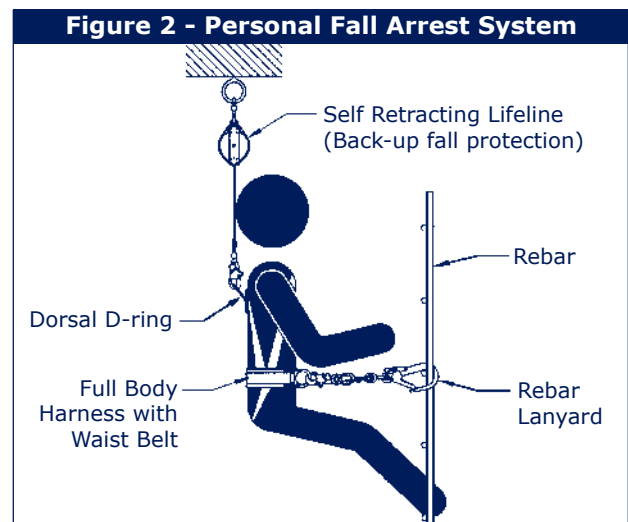 Figure 2 - Personal Fall Arrest System
Self Retracting Lifeline
(Back-up fall protection)
Rebar
Dorsal D-ring
Full Body
Harness with
Waist Belt
Rebar
Lanyard